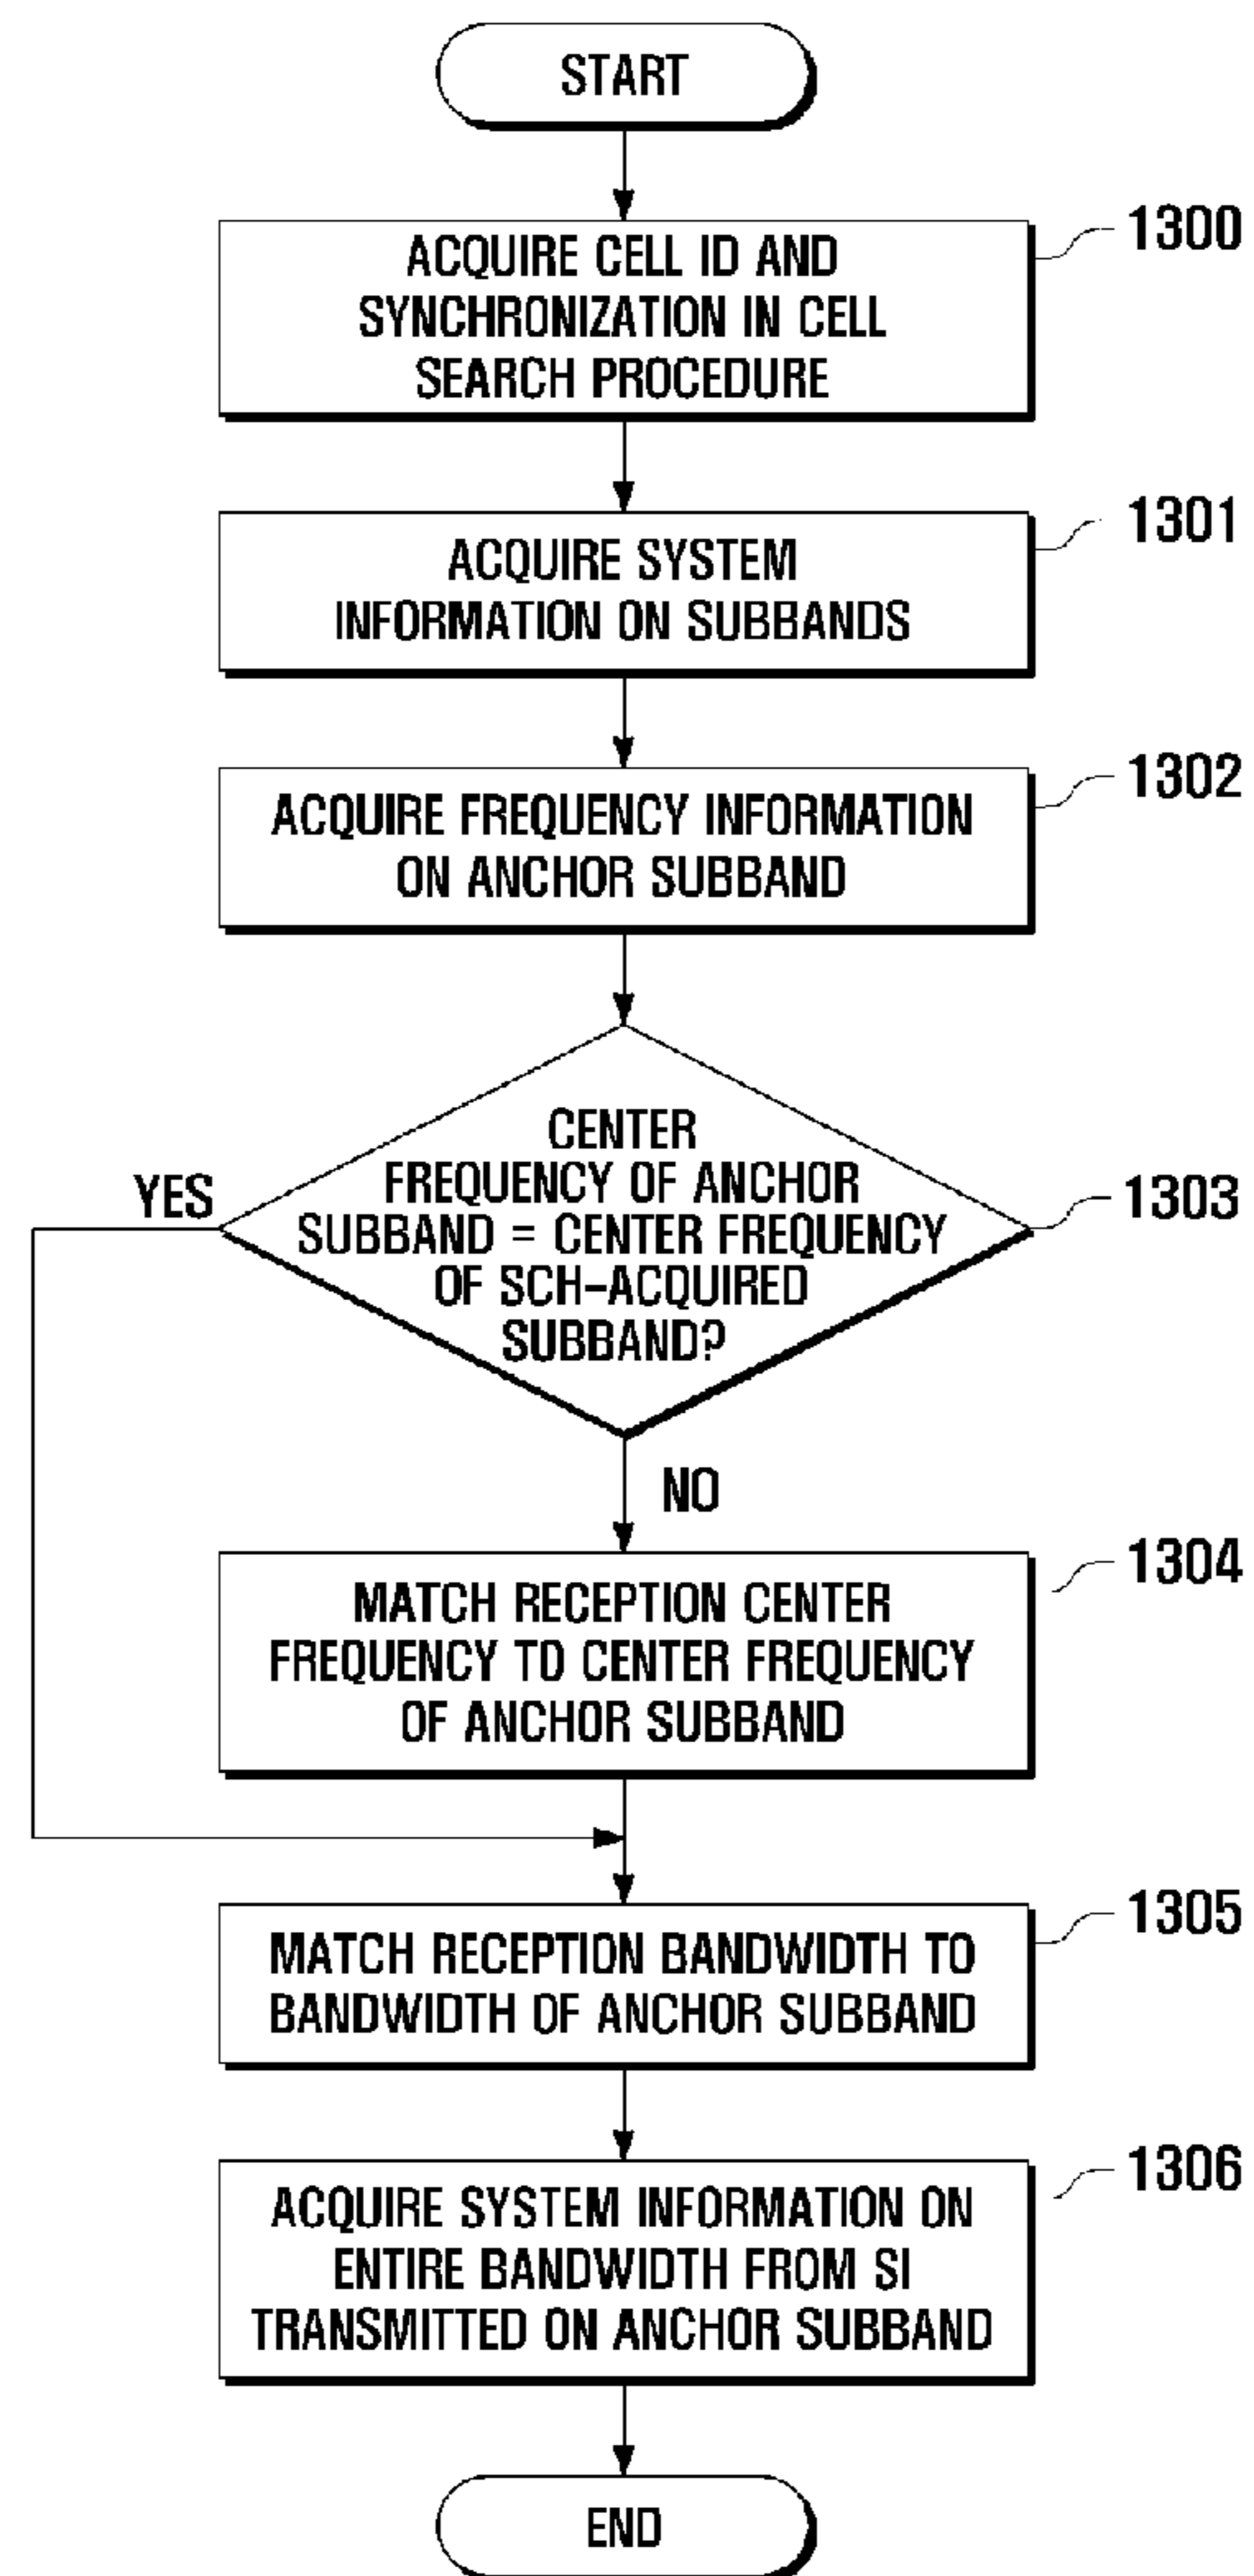 START
1300
ACQUIRE CELL ID AND
SYNCHRONIZATION IN CELL
SEARCH PROCEDURE
1301
ACQUIRE SYSTEM
INFORMATION ON SUBBANDS
1302
ACQUIRE FREQUENCY INFORMATION
ON ANCHOR SUBBAND
CENTER
FREQUENCY OF ANCHOR
SUBBAND = CENTER FREQUENCY
OF SCH-ACQUIRED
SUBBAND?
YES
1303
NO
1304
MATCH RECEPTION CENTER
FREQUENCY TO CENTER FREQUENCY
OF ANCHOR SUBBAND
1305
MATCH RECEPTION BANDWIDTH TO
BANDWIDTH OF ANCHOR SUBBAND
1306
ACQUIRE SYSTEM INFORMATION ON
ENTIRE BANDWIDTH FROM SI
TRANSMITTED ON ANCHOR SUBBAND
END